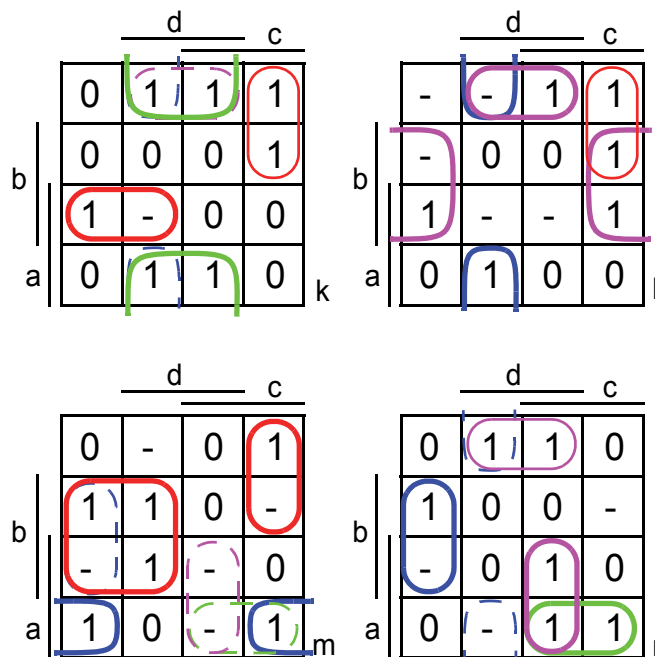 d d
c c
0 1 1 1 - - 1 1
0 0 0 1 - 0 0 1
b b
1 - 0 0 1 - - 1
a 0 1 1 0 k a 0 1 0 0
d d
c c
0 - 0 1 0 1 1 0
1 1 0 - 1 0 0 -
b b
- 1 - 0 - 0 1 0
a 1 0 - 1 m a 0 - 1 1